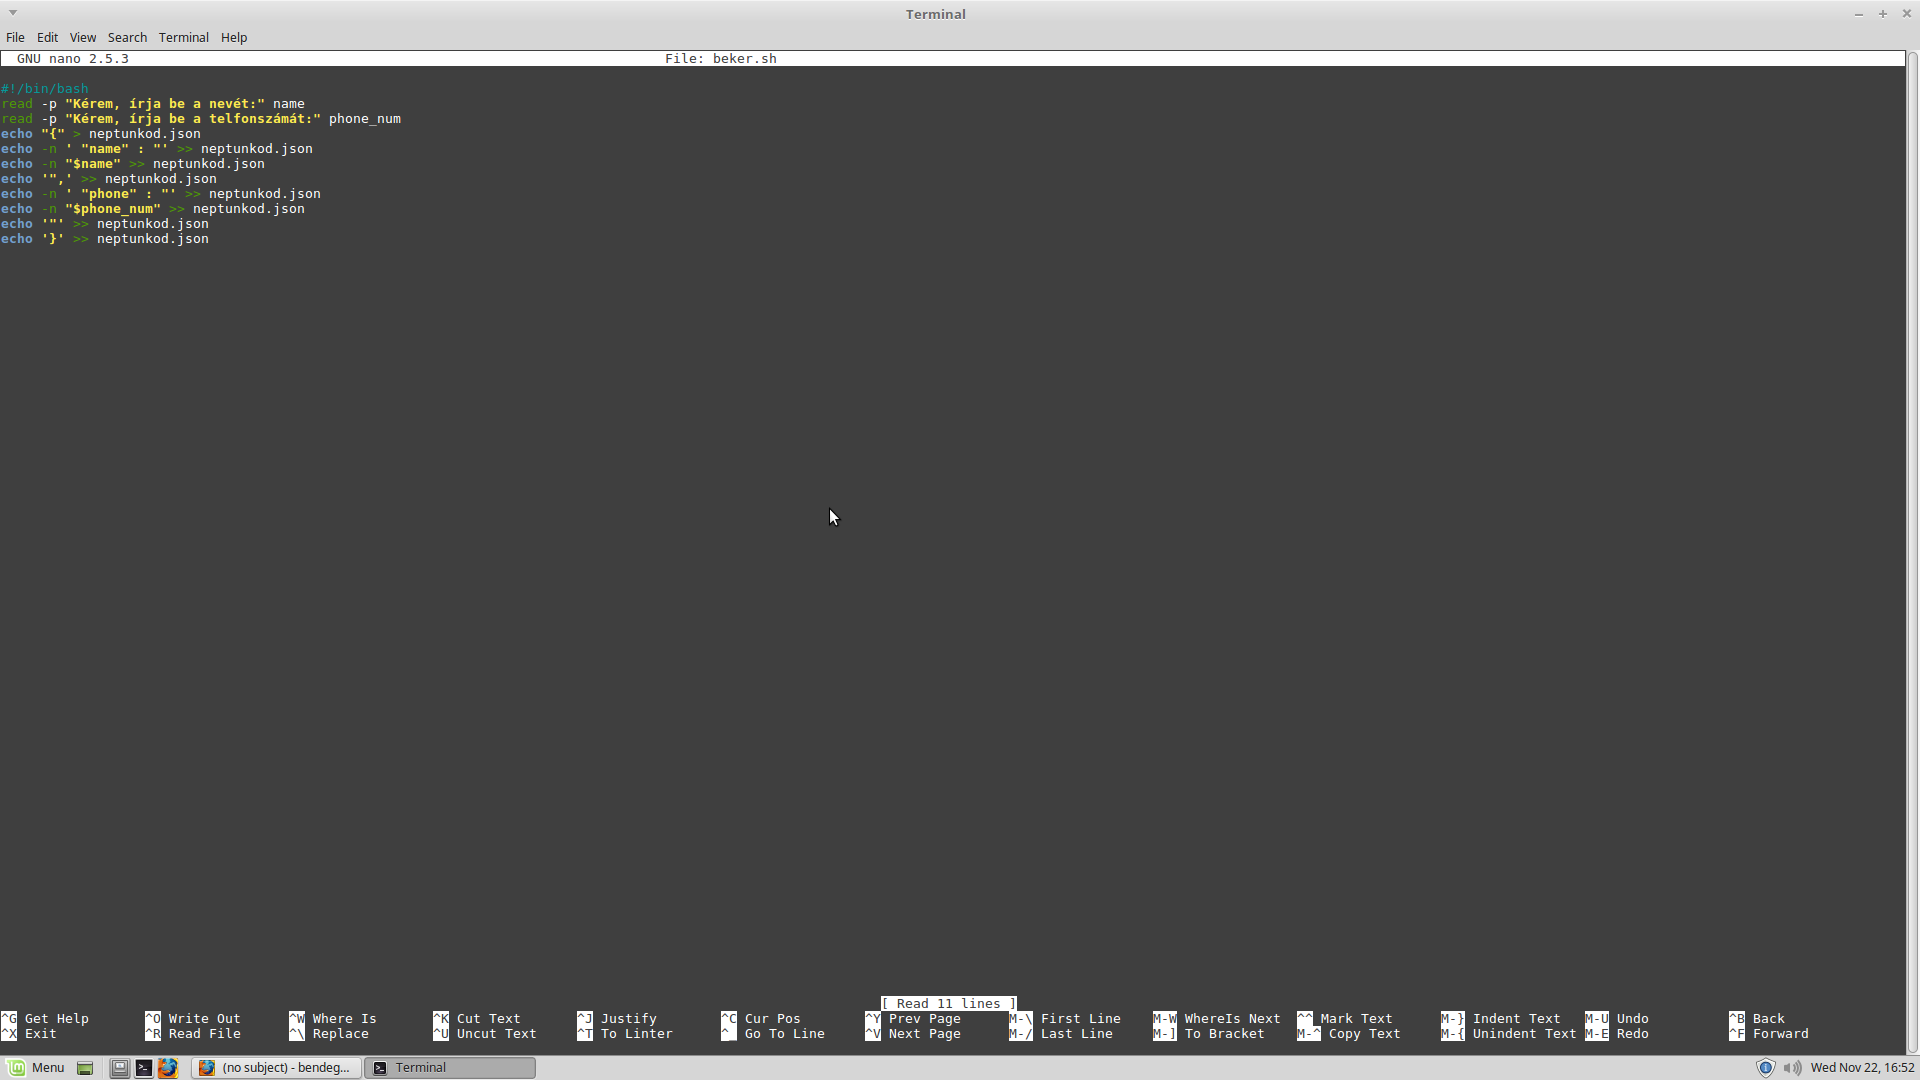 Terminal
File Edit View Search Terminal Help
GNU nano 2.5.3 File: beker.sh
#!/bin/bash
read -p "Kérem, írja be a nevét:" name
read -p "Kérem, írja be a telfonszámát:" phone_num
echo "{" > neptunkod.json
echo -n ' "name" : "' >> neptunkod.json
echo -n "$name" >> neptunkod.json
echo '",' >> neptunkod.json
echo -n ' "phone" : "' >> neptunkod.json
echo -n "$phone_num" >> neptunkod.json
echo '"' >> neptunkod.json
echo '}' >> neptunkod.json
[ Read 11 lines ]
^G Get Help ^O Write Out ^W Where Is ^K Cut Text ^J Justify ^C Cur Pos ^Y Prev Page M-\ First Line M-W WhereIs Next ^^ Mark Text M-} Indent Text M-U Undo ^B Back
^X Exit ^R Read File ^\ Replace ^U Uncut Text ^T To Linter ^_ Go To Line ^V Next Page M-/ Last Line M-] To Bracket M-^ Copy Text M-{ Unindent Text M-E Redo ^F Forward
Menu (no subject) - bendeg... Terminal Wed Nov 22, 16:52